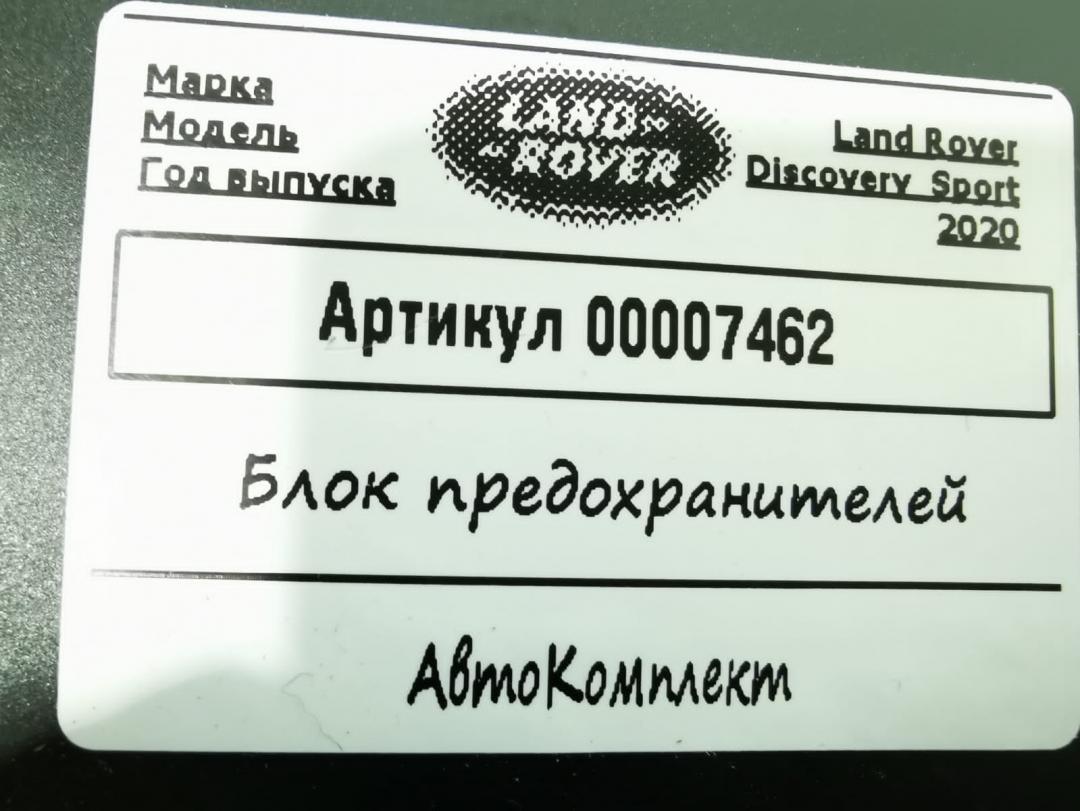 Марка
Модель
Год выпуска
LAND-
-ROVER
Land Rover
Discovery Sport
2020
Артикул 00007462
Блок предохранителей
АвтоКомплект